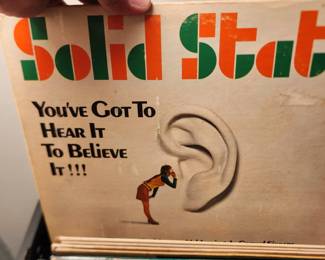 Solid Stat
You've Got To
Hear It
To Believe
It!!!